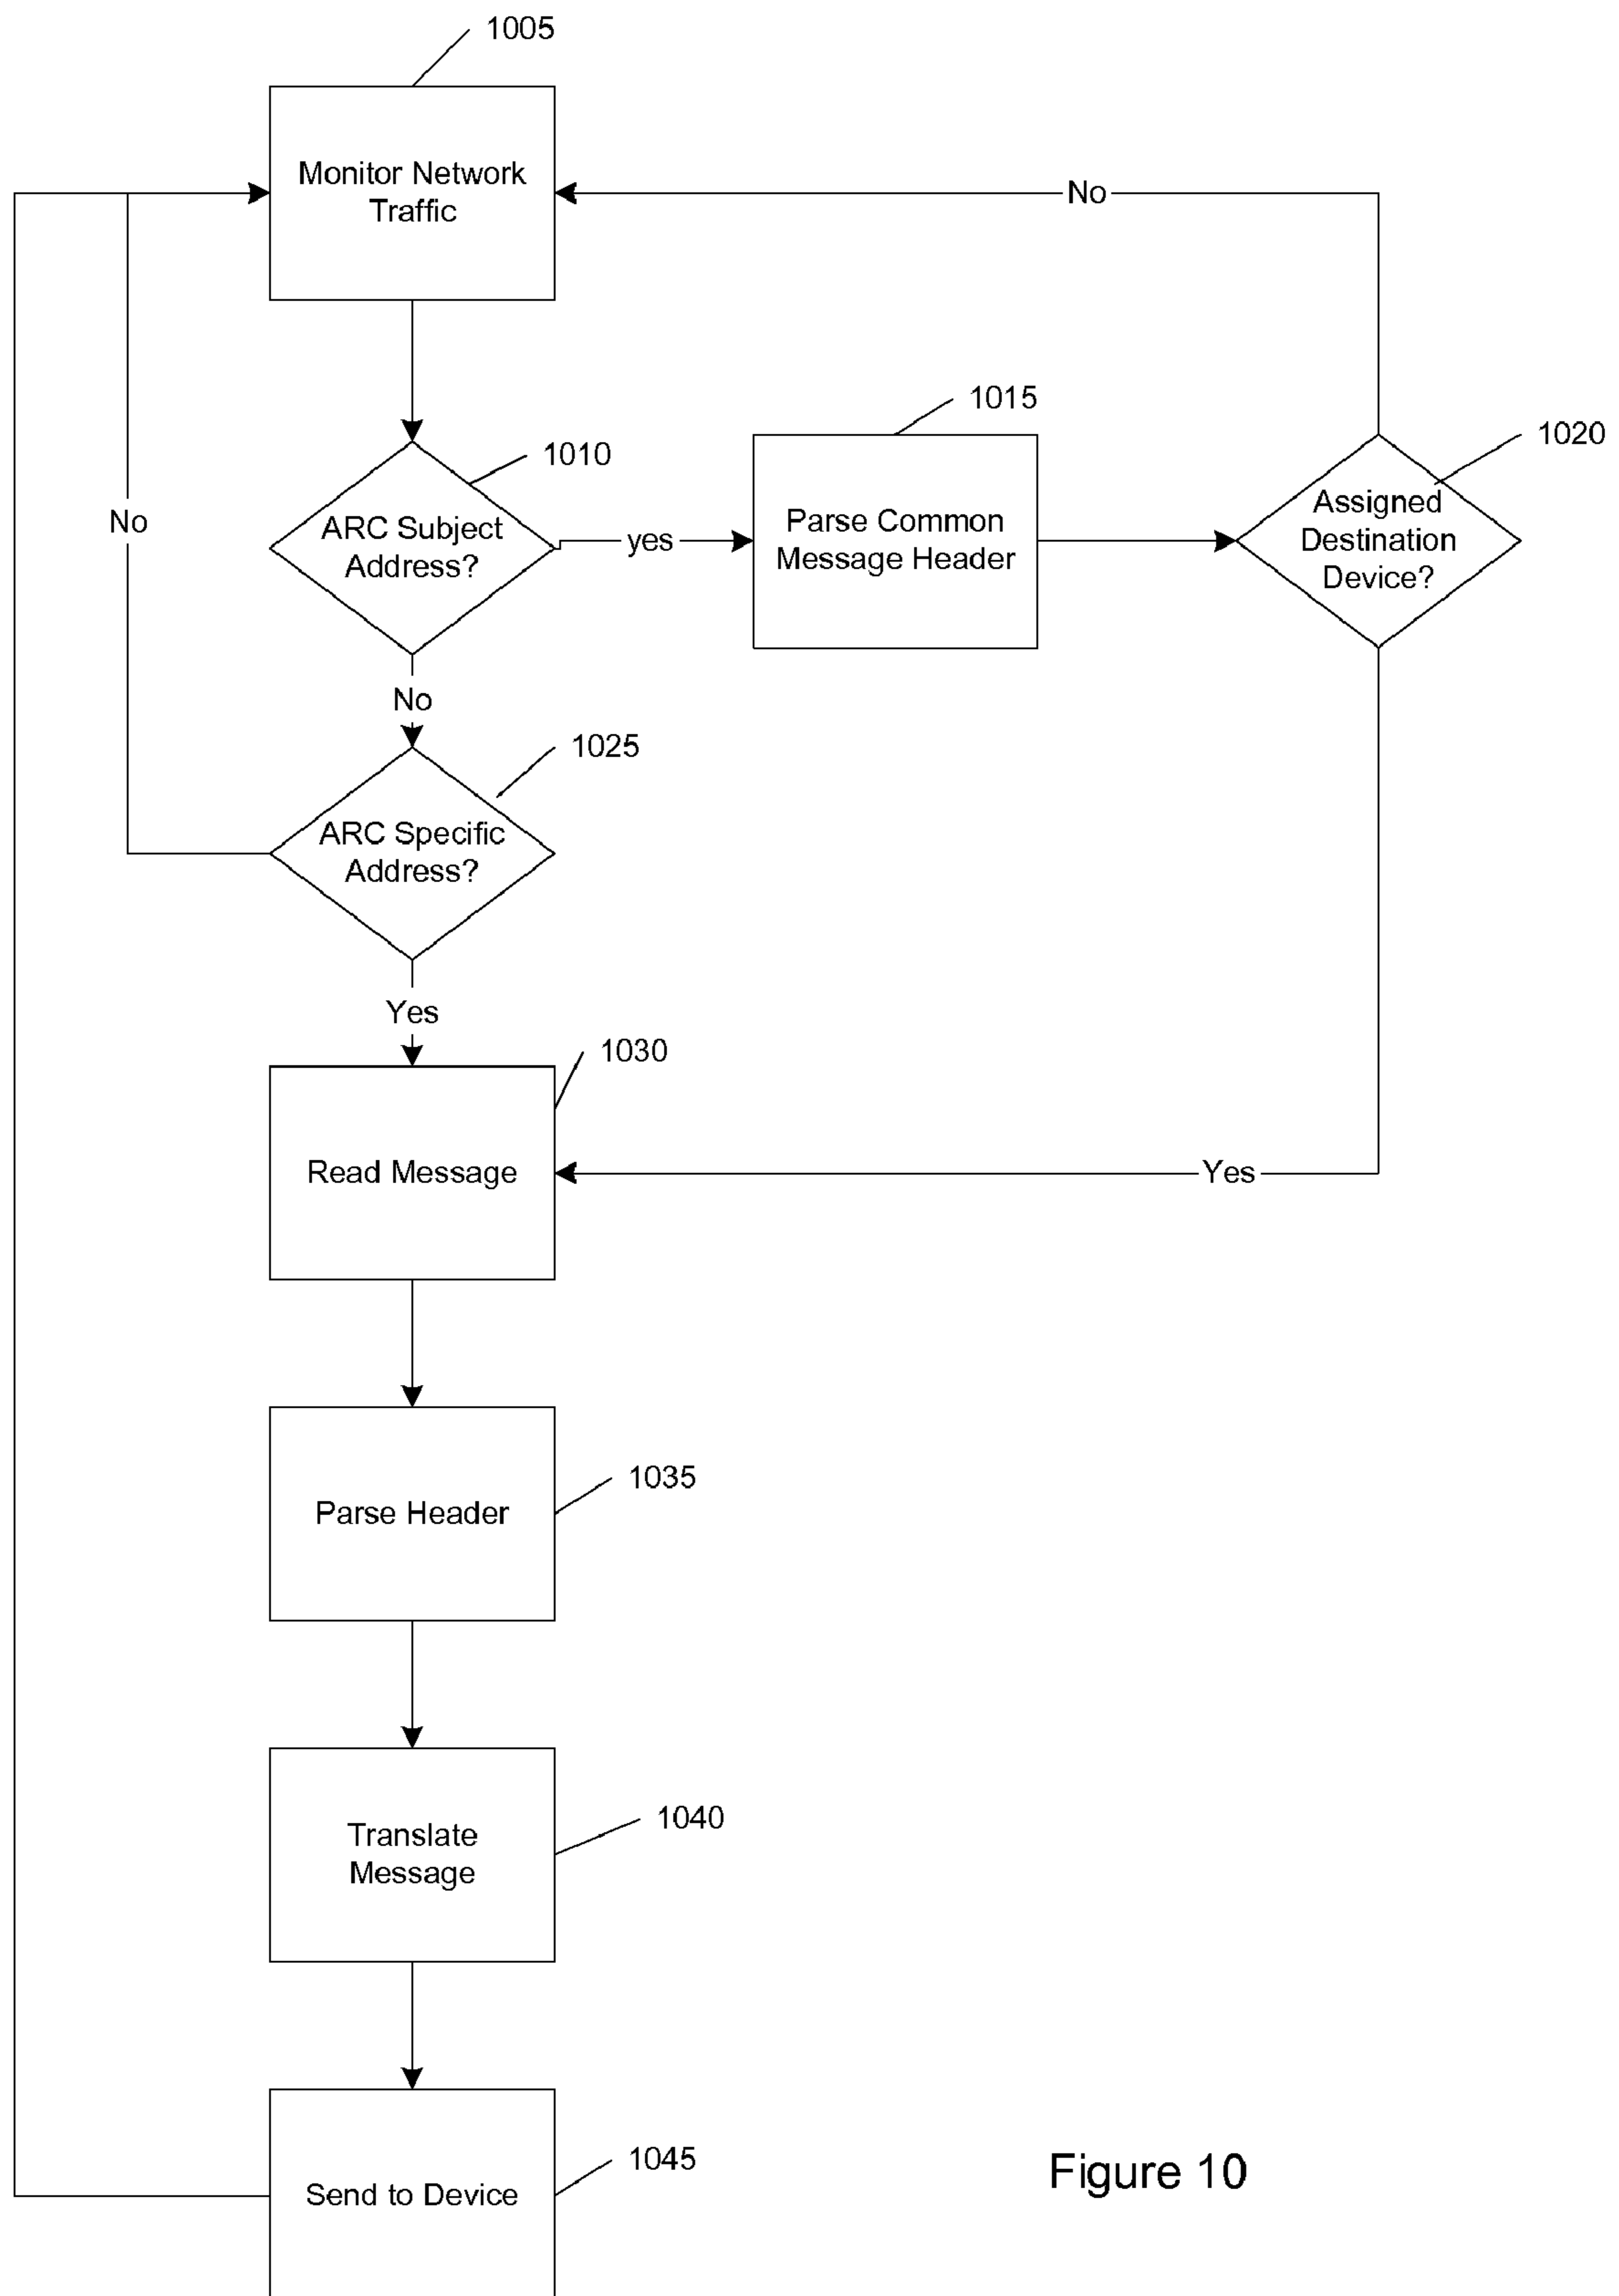 1005
Monitor Network
Traffic
No
1010
ARC Subject
Address?
yes
1015
Parse Common
Message Header
1020
Assigned
Destination
Device?
No
No
1025
ARC Specific
Address?
Yes
1030
Read Message
Yes
1035
Parse Header
1040
Translate
Message
1045
Send to Device
Figure 10